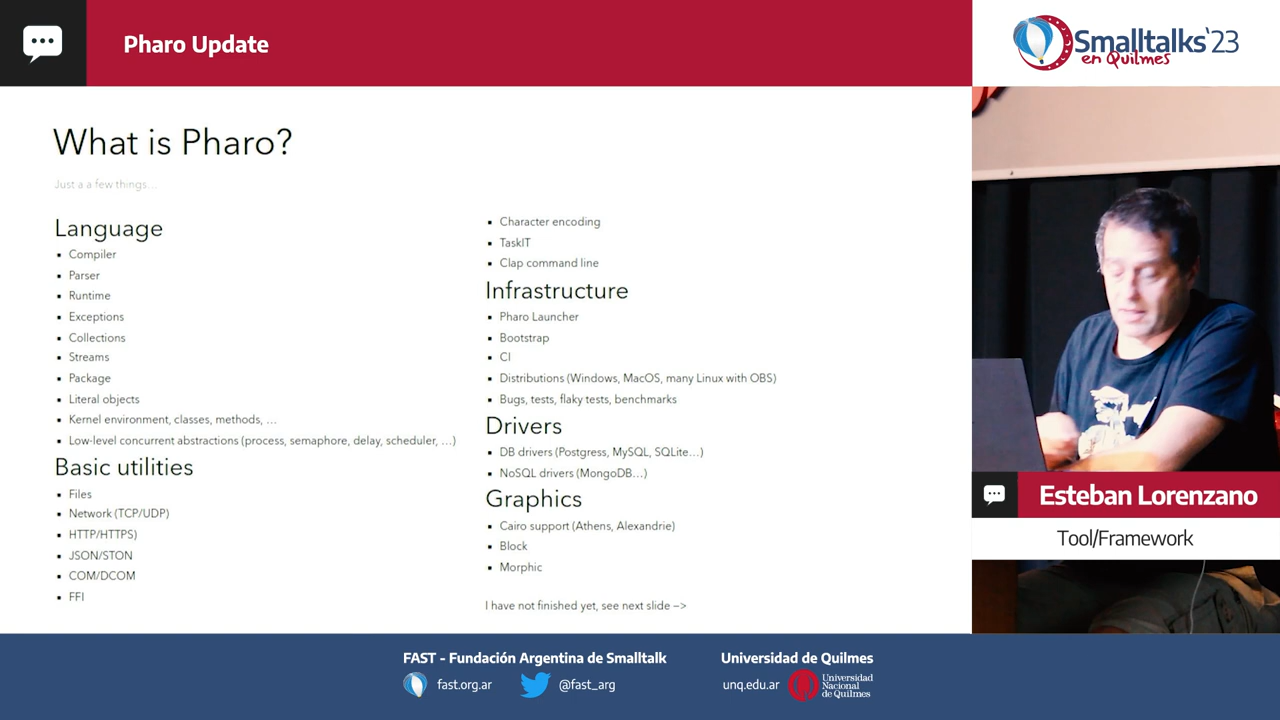 Pharo Update
Smalltalks'23
en Quilmes
What is Pharo?
Just a a few things...
Language
Compiler
Parser
Runtime
Exceptions
Collections
Streams
Package
Literal objects
Kernel environment, classes, methods, ...
Low-level concurrent abstractions (process, semaphore, delay, scheduler, ...)
Basic utilities
Files
Network (TCP/UDP)
HTTP/HTTPS)
JSON/STON
COM/DCOM
FFI
Character encoding
TaskIT
Clap command line
Infrastructure
Pharo Launcher
Bootstrap
CI
Distributions (Windows, MacOS, many Linux with OBS)
Bugs, tests, flaky tests, benchmarks
Drivers
DB drivers (Postgress, MySQL, SQLite...)
NoSQL drivers (MongoDB...)
Graphics
Cairo support (Athens, Alexandrie)
Block
Morphic
I have not finished yet, see next slide -->
Esteban Lorenzano
Tool/Framework
FAST - Fundación Argentina de Smalltalk
fast.org.ar
@fast_arg
Universidad de Quilmes
unq.edu.ar
Universidad
Nacional
de Quilmes